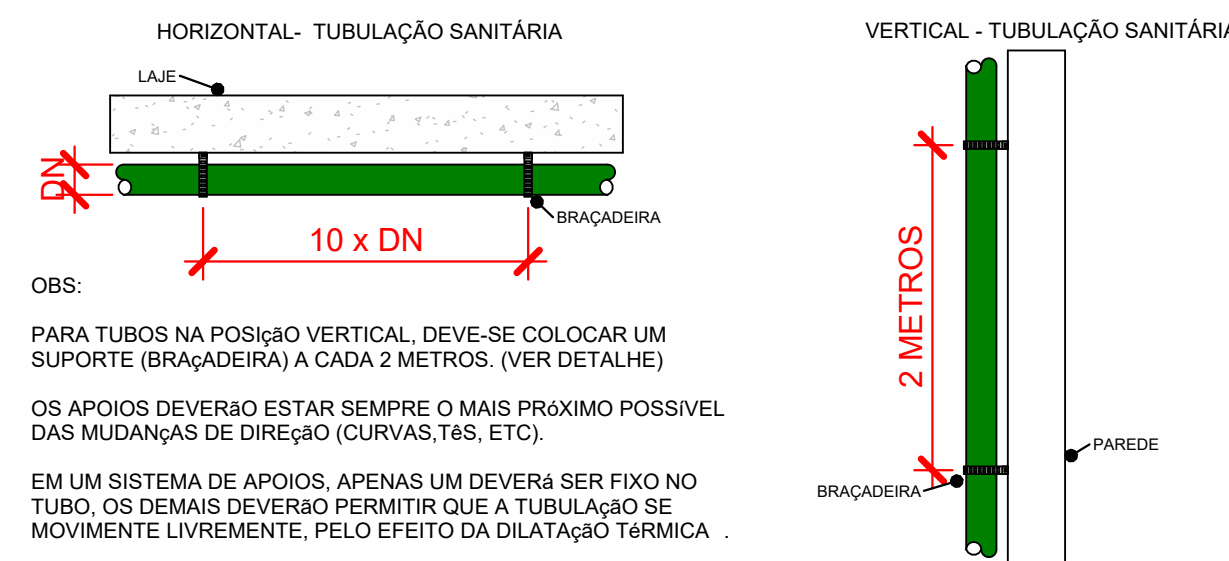 HORIZONTAL- TUBULAÇÃO SANITÁRIA
LAJE
DN
BRAÇADEIRA
10 x DN
OBS:
PARA TUBOS NA POSIçãO VERTICAL, DEVE-SE COLOCAR UM
SUPORTE (BRAçADEIRA) A CADA 2 METROS. (VER DETALHE)
OS APOIOS DEVERãO ESTAR SEMPRE O MAIS PRóXIMO POSSíVEL
DAS MUDANçAS DE DIREçãO (CURVAS,TêS, ETC).
EM UM SISTEMA DE APOIOS, APENAS UM DEVERá SER FIXO NO
TUBO, OS DEMAIS DEVERãO PERMITIR QUE A TUBULAçãO SE
MOVIMENTE LIVREMENTE, PELO EFEITO DA DILATAçãO TéRMICA .
VERTICAL - TUBULAÇÃO SANITÁRIA
2 METROS
PAREDE
BRAÇADEIRA